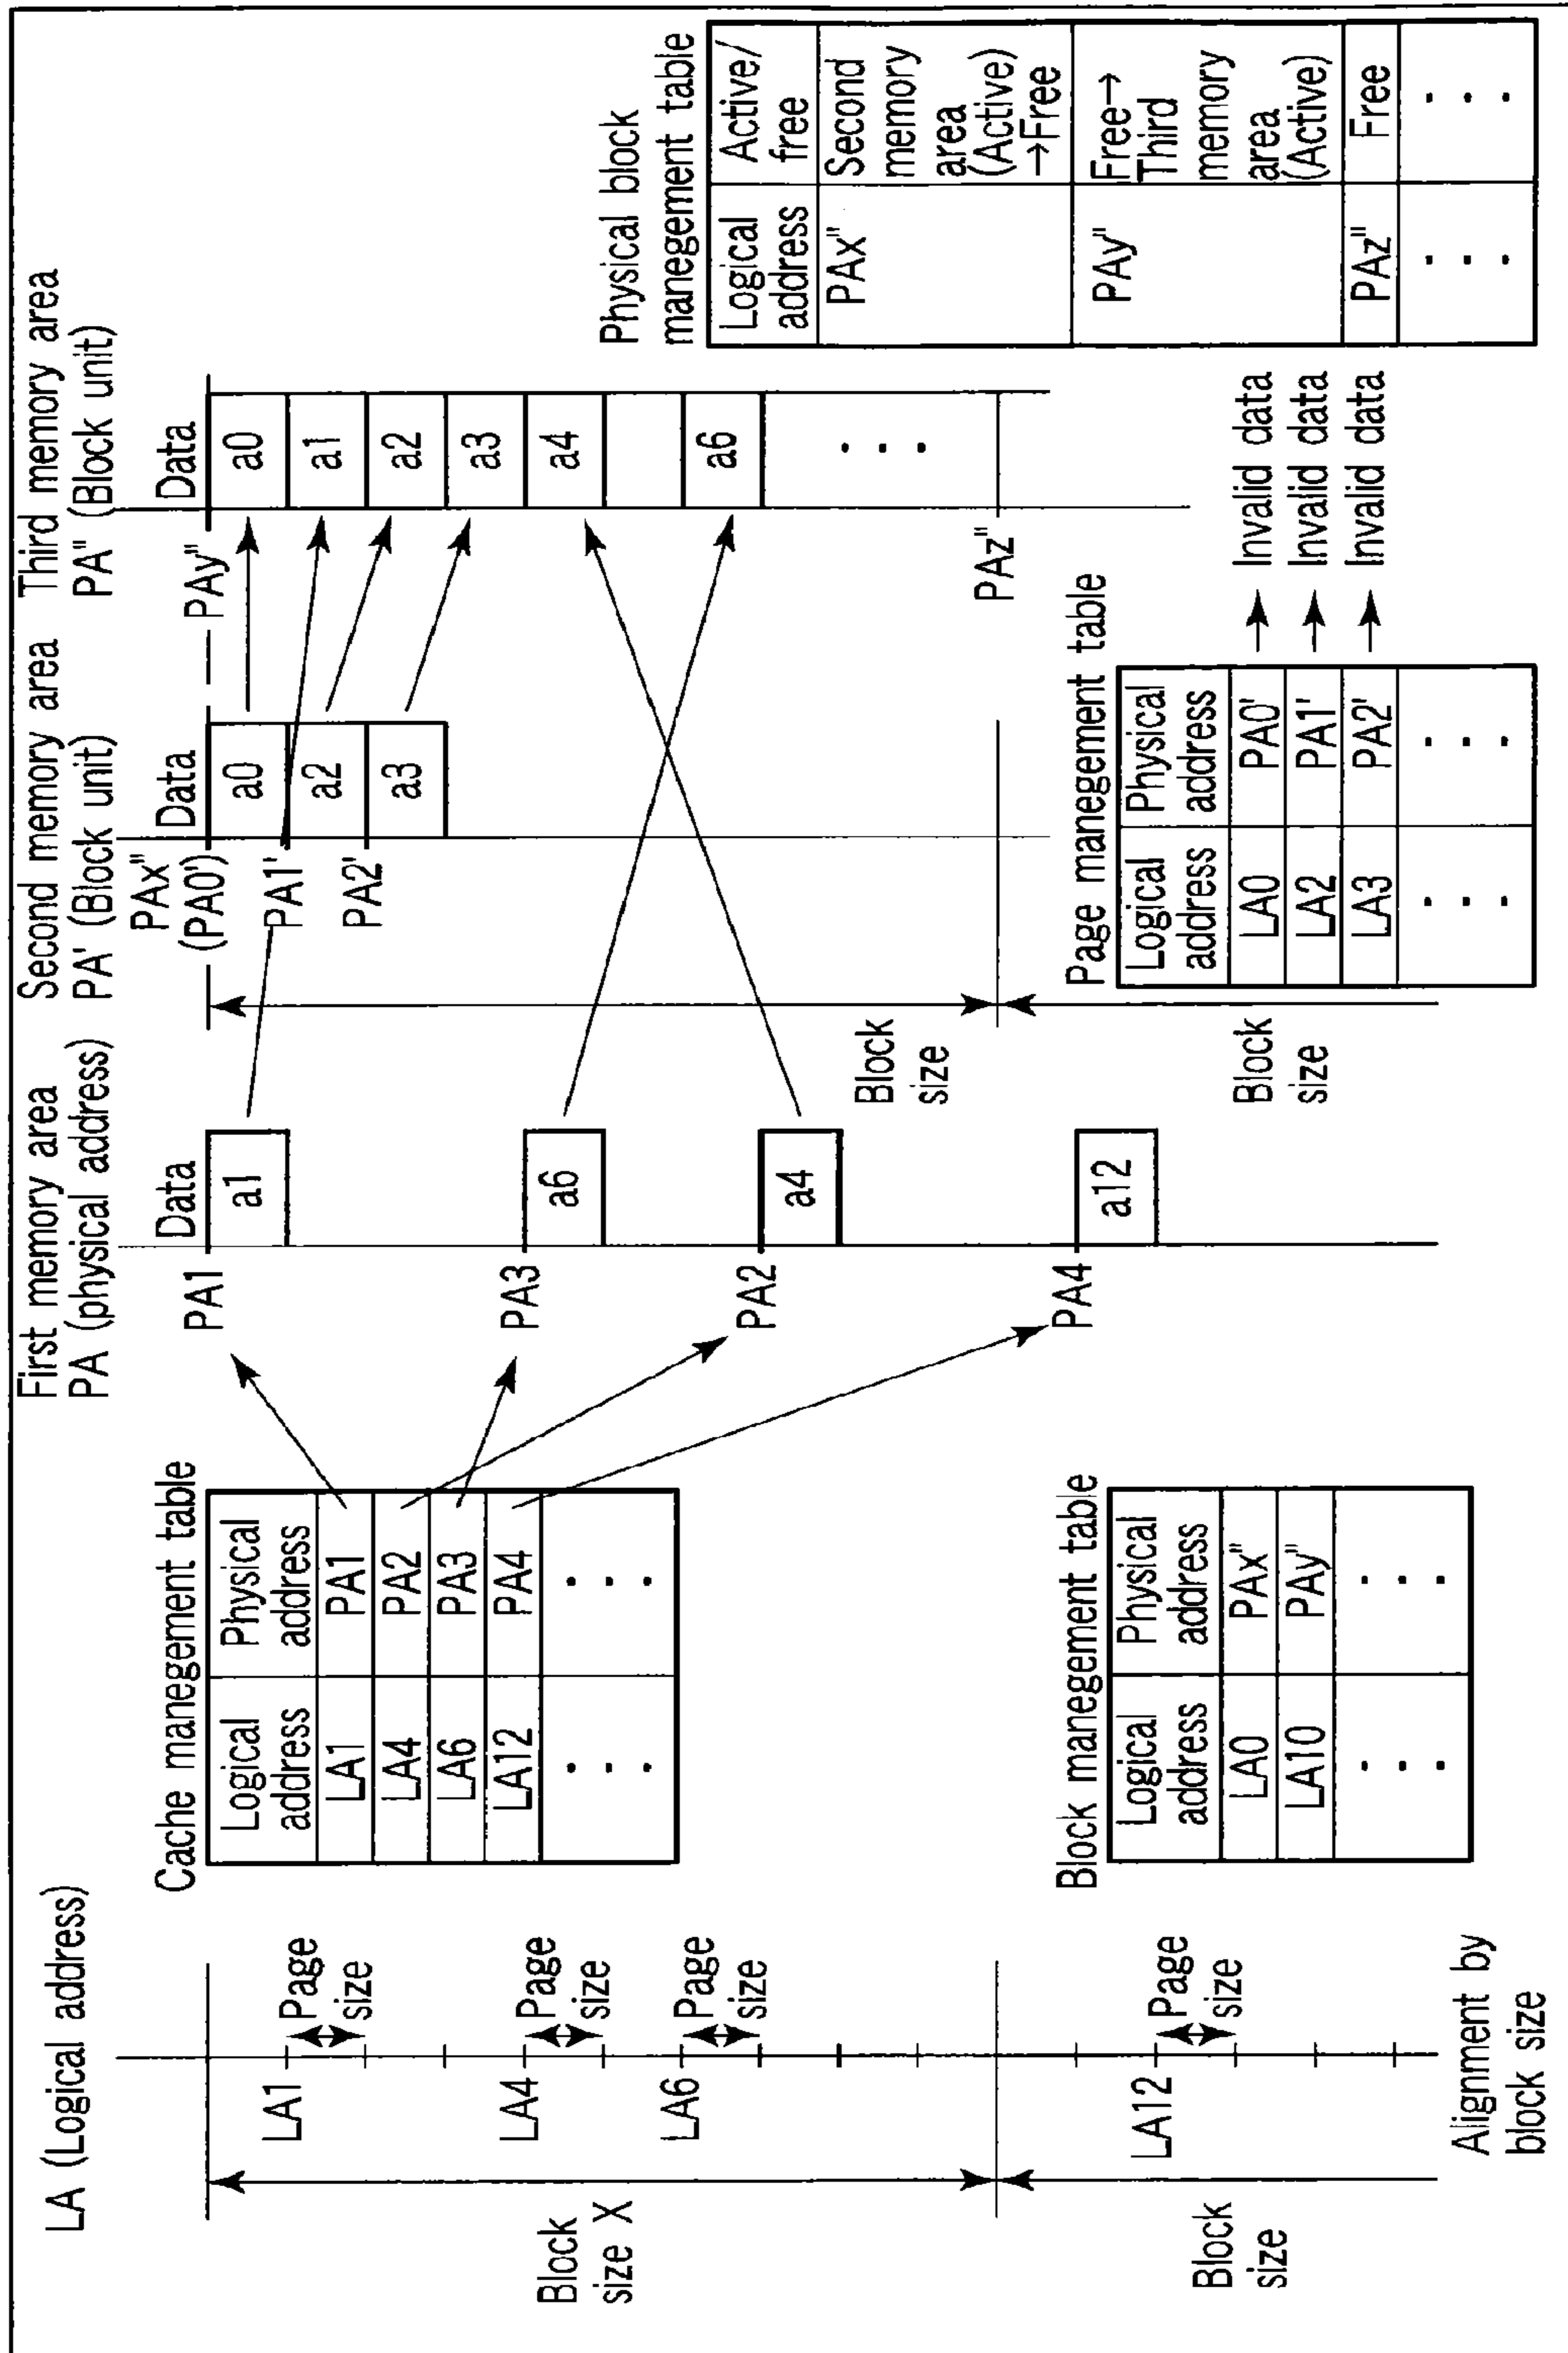 LA (Logical address)
LA1
Page
size
LA4
Page
size
LA6
Page
size
LA12
Page
size
Block
size X
Block
size
Alignment by
block size
Cache manegement table
Logical
address
Physical
address
LA1
PA1
LA4
PA2
LA6
PA3
LA12
PA4
Block manegement table
Logical
address
Physical
address
LA0
PAx"
LA10
PAy"
First memory area
PA (physical address)
Data
PA1
a1
PA3
a6
PA2
a4
PA4
a12
Second memory area
PA' (Block unit)
Data
PAx"
(PA0')
a0
PA1'
a2
PA2'
a3
Block
size
Block
size
Third memory area
PA" (Block unit)
Data
PAy"
a0
a1
a2
a3
a4
a6
PAz"
Page manegement table
Logical
address
Physical
address
LA0
PA0'
Invalid data
LA2
PA1'
Invalid data
LA3
PA2'
Invalid data
Physical block
manegement table
Logical
address
Active/
free
PAx"
Second
memory
area
(Active)
→Free
PAy"
Free→
Third
memory
area
(Active)
PAz"
Free